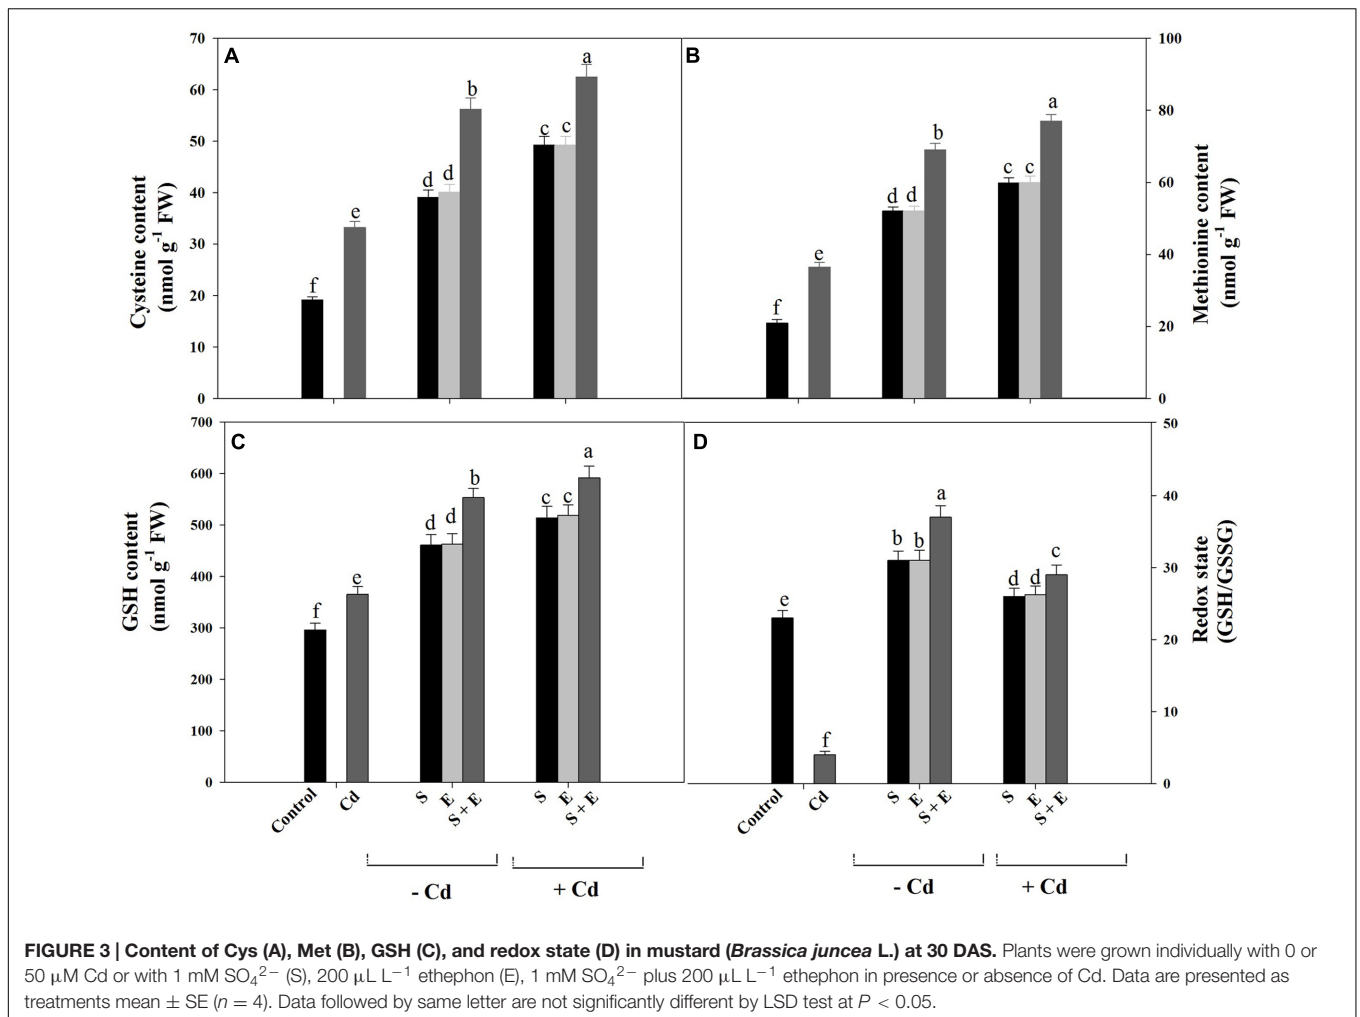 A
B
70
60
50
40
30
20
10
0
Cysteine content
(nmol g⁻¹ FW)
f
e
d
d
b
c
c
a
f
e
d
d
b
c
c
a
100
80
60
40
20
0
Methionine content
(nmol g⁻¹ FW)
C
D
700
600
500
400
300
200
100
0
GSH content
(nmol g⁻¹ FW)
f
e
d
d
b
c
c
a
e
f
b
b
a
d
d
c
50
40
30
20
10
0
Redox state
(GSH/GSSG)
Control
Cd
S
E
S + E
S
E
S + E
Control
Cd
S
E
S + E
S
E
S + E
- Cd
+ Cd
- Cd
+ Cd
FIGURE 3 | Content of Cys (A), Met (B), GSH (C), and redox state (D) in mustard (Brassica juncea L.) at 30 DAS. Plants were grown individually with 0 or
50 μM Cd or with 1 mM SO₄²⁻ (S), 200 μL L⁻¹ ethephon (E), 1 mM SO₄²⁻ plus 200 μL L⁻¹ ethephon in presence or absence of Cd. Data are presented as
treatments mean ± SE (n = 4). Data followed by same letter are not significantly different by LSD test at P < 0.05.